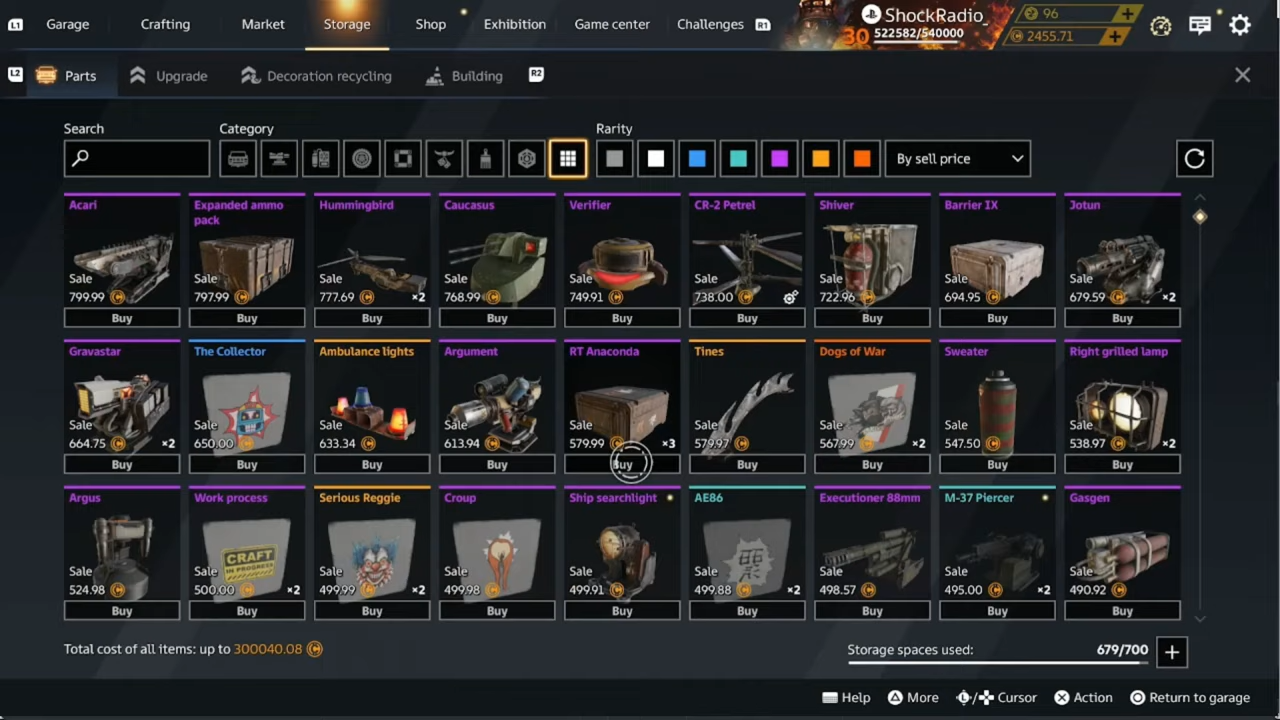 L1 Garage Crafting Market Storage Shop Exhibition Game center Challenges R1
ShockRadio_
30 522582/540000
96
2455.71
L2 Parts Upgrade Decoration recycling Building R2
Search Category Rarity
By sell price
Acari
Sale
799.99
Buy
Expanded ammo
pack
Sale
797.99
Buy
Hummingbird
Sale
777.69 ×2
Buy
Caucasus
Sale
768.99
Buy
Verifier
Sale
749.91
Buy
CR-2 Petrel
Sale
738.00
Buy
Shiver
Sale
722.96
Buy
Barrier IX
Sale
694.95
Buy
Jotun
Sale
679.59 ×2
Buy
Gravastar
Sale
664.75 ×2
Buy
The Collector
Sale
650.00
Buy
Ambulance lights
Sale
633.34
Buy
Argument
Sale
613.94
Buy
RT Anaconda
Sale
579.99 ×3
Buy
Tines
Sale
579.97
Buy
Dogs of War
Sale
567.99 ×2
Buy
Sweater
Sale
547.50
Buy
Right grilled lamp
Sale
538.97 ×2
Buy
Argus
Sale
524.98
Buy
Work process
CRAFT
IN PROGRESS
Sale
500.00 ×2
Buy
Serious Reggie
Sale
499.99 ×2
Buy
Croup
Sale
499.98
Buy
Ship searchlight
Sale
499.91
Buy
AE86
Sale
499.88 ×2
Buy
Executioner 88mm
Sale
498.57
Buy
M-37 Piercer
Sale
495.00 ×2
Buy
Gasgen
Sale
490.92
Buy
Total cost of all items: up to 300040.08
Storage spaces used: 679/700
Help More L/ Cursor Action Return to garage